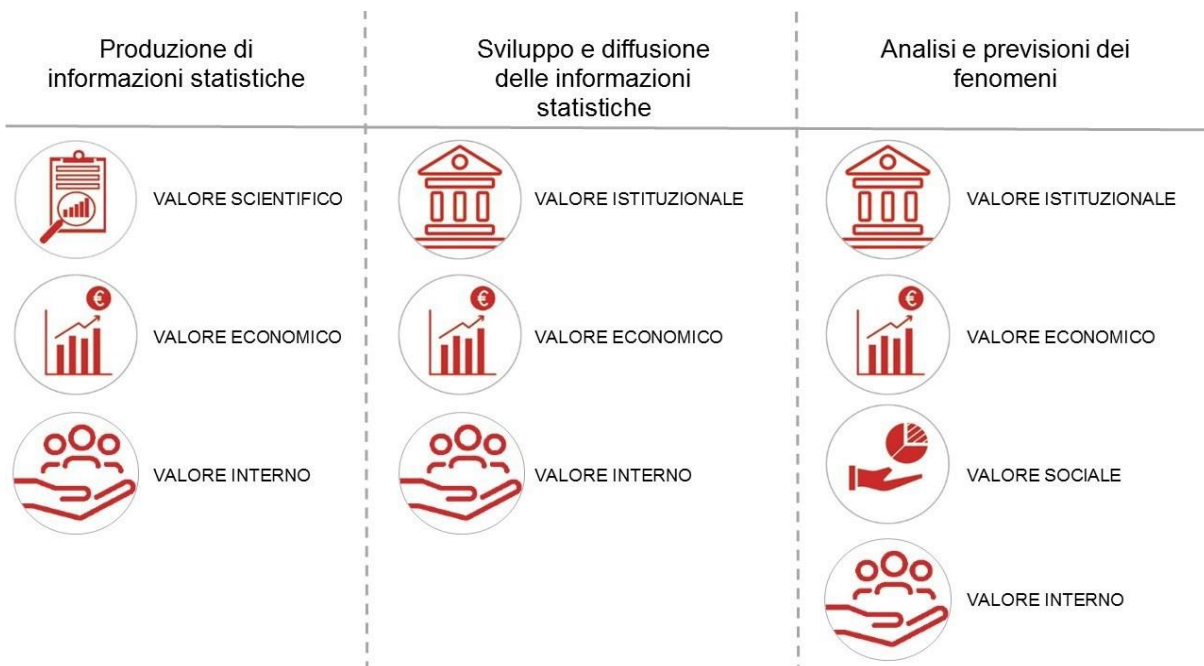 Produzione di
informazioni statistiche
VALORE SCIENTIFICO
€
VALORE ECONOMICO
VALORE INTERNO
Sviluppo e diffusione
delle informazioni
statistiche
VALORE ISTITUZIONALE
€
VALORE ECONOMICO
VALORE INTERNO
Analisi e previsioni dei
fenomeni
VALORE ISTITUZIONALE
€
VALORE ECONOMICO
VALORE SOCIALE
VALORE INTERNO